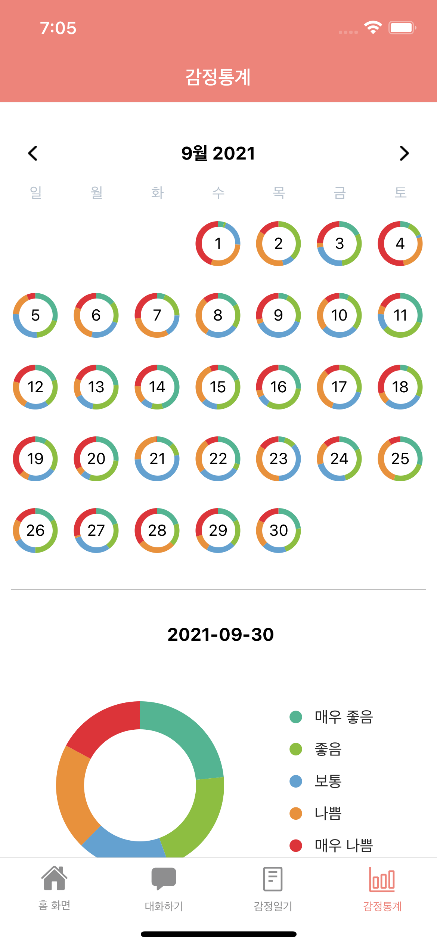 7:05
감정통계
9월 2021
일 월 화 수 목 금 토
1 2 3 4
5 6 7 8 9 10 11
12 13 14 15 16 17 18
19 20 21 22 23 24 25
26 27 28 29 30
2021-09-30
매우 좋음
좋음
보통
나쁨
매우 나쁨
홈 화면 대화하기 감정일기 감정통계